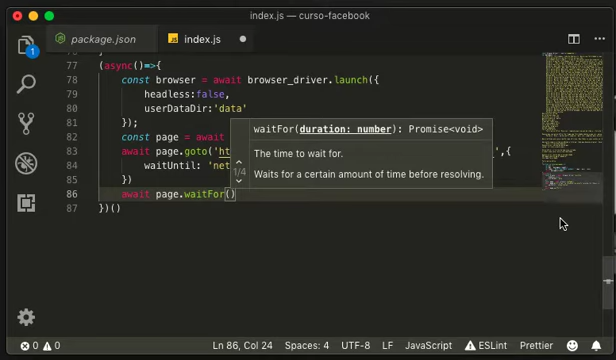 index.js — curso-facebook
package.json
index.js
1
76
77 (async()=>{
78 const browser = await browser_driver.launch({
79 headless:false,
80 userDataDir:'data'
81 });
82 const page = await
83 await page.goto('ht ',{
84 waitUntil: 'net
85 })
86 await page.waitFor()
87 })()
waitFor(duration: number): Promise<void>
The time to wait for.
1/4
Waits for a certain amount of time before resolving.
0 0
Ln 86, Col 24
Spaces: 4
UTF-8
LF
JavaScript
ESLint
Prettier